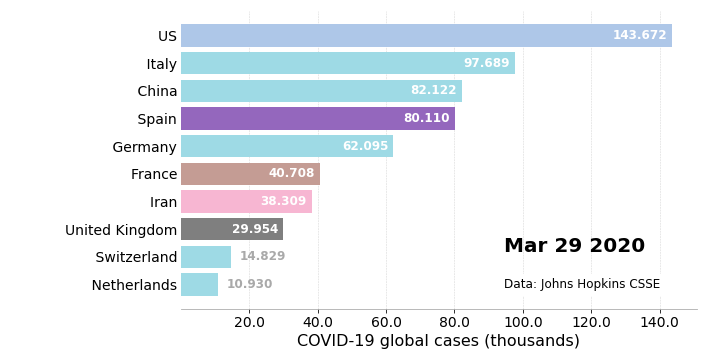 US 143.672
Italy 97.689
China 82.122
Spain 80.110
Germany 62.095
France 40.708
Iran 38.309
United Kingdom 29.954
Switzerland 14.829
Netherlands 10.930
Mar 29 2020
Data: Johns Hopkins CSSE
20.0 40.0 60.0 80.0 100.0 120.0 140.0
COVID-19 global cases (thousands)